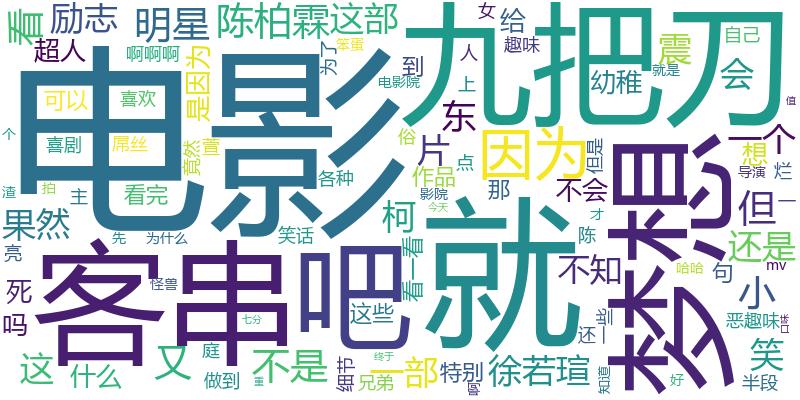 看
励志
明星
陈柏霖
这部
九把刀
女
给
趣味
震
自己
会
超人
啊啊啊
是因为
为了
笨蛋
到
人
上
电影院
幼稚
就是
电影
可以
喜欢
东
值
个
喜剧
屌丝
竟然
萱
俗
片
因为
但是
一个
想
渣
拍
主
看完
各种
作品
点
那
不会
导演
烂
影院
梦想
但
一
果然
今天
柯
才
亮
先
为什么
笑话
陈
还是
客串
吧
就
看一看
不知
哈哈
句
mv
死
怪兽
小
吗
这些
七分
还
一些
恶趣味
口味
这
什么
又
庭
不是
细节
终于
一部
特别
徐若瑄
笑
做到
重
兄弟
啊
知道
好
半段